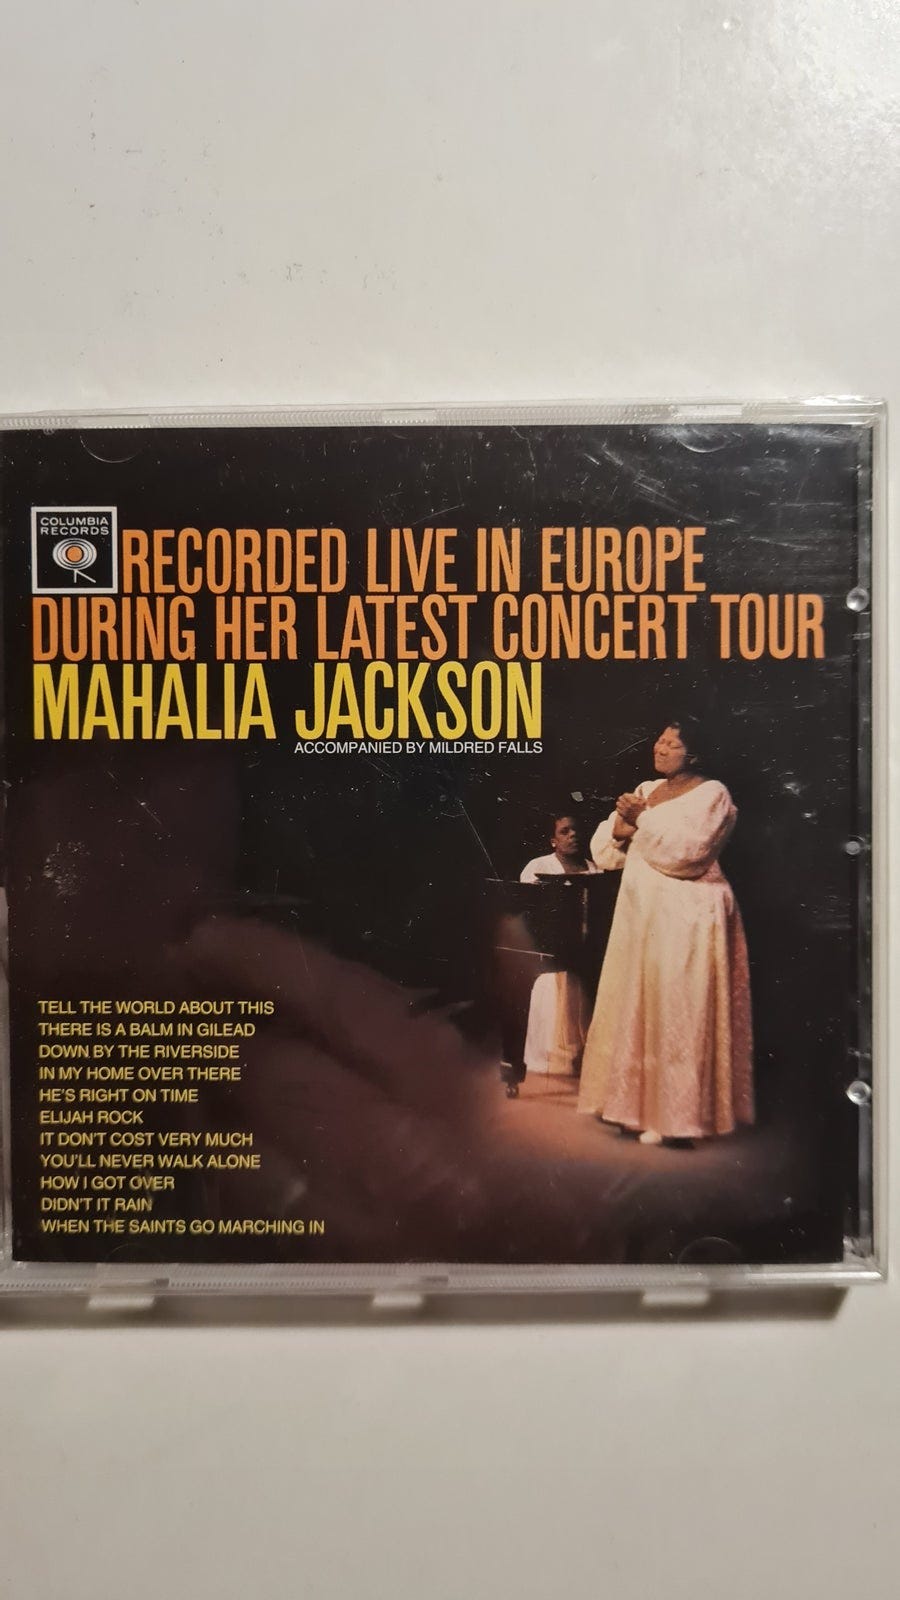 COLUMBIA
RECORDS
RECORDED LIVE IN EUROPE
DURING HER LATEST CONCERT TOUR
MAHALIA JACKSON
ACCOMPANIED BY MILDRED FALLS
TELL THE WORLD ABOUT THIS
THERE IS A BALM IN GILEAD
DOWN BY THE RIVERSIDE
IN MY HOME OVER THERE
HE'S RIGHT ON TIME
ELIJAH ROCK
IT DON'T COST VERY MUCH
YOU'LL NEVER WALK ALONE
HOW I GOT OVER
DIDN'T IT RAIN
WHEN THE SAINTS GO MARCHING IN